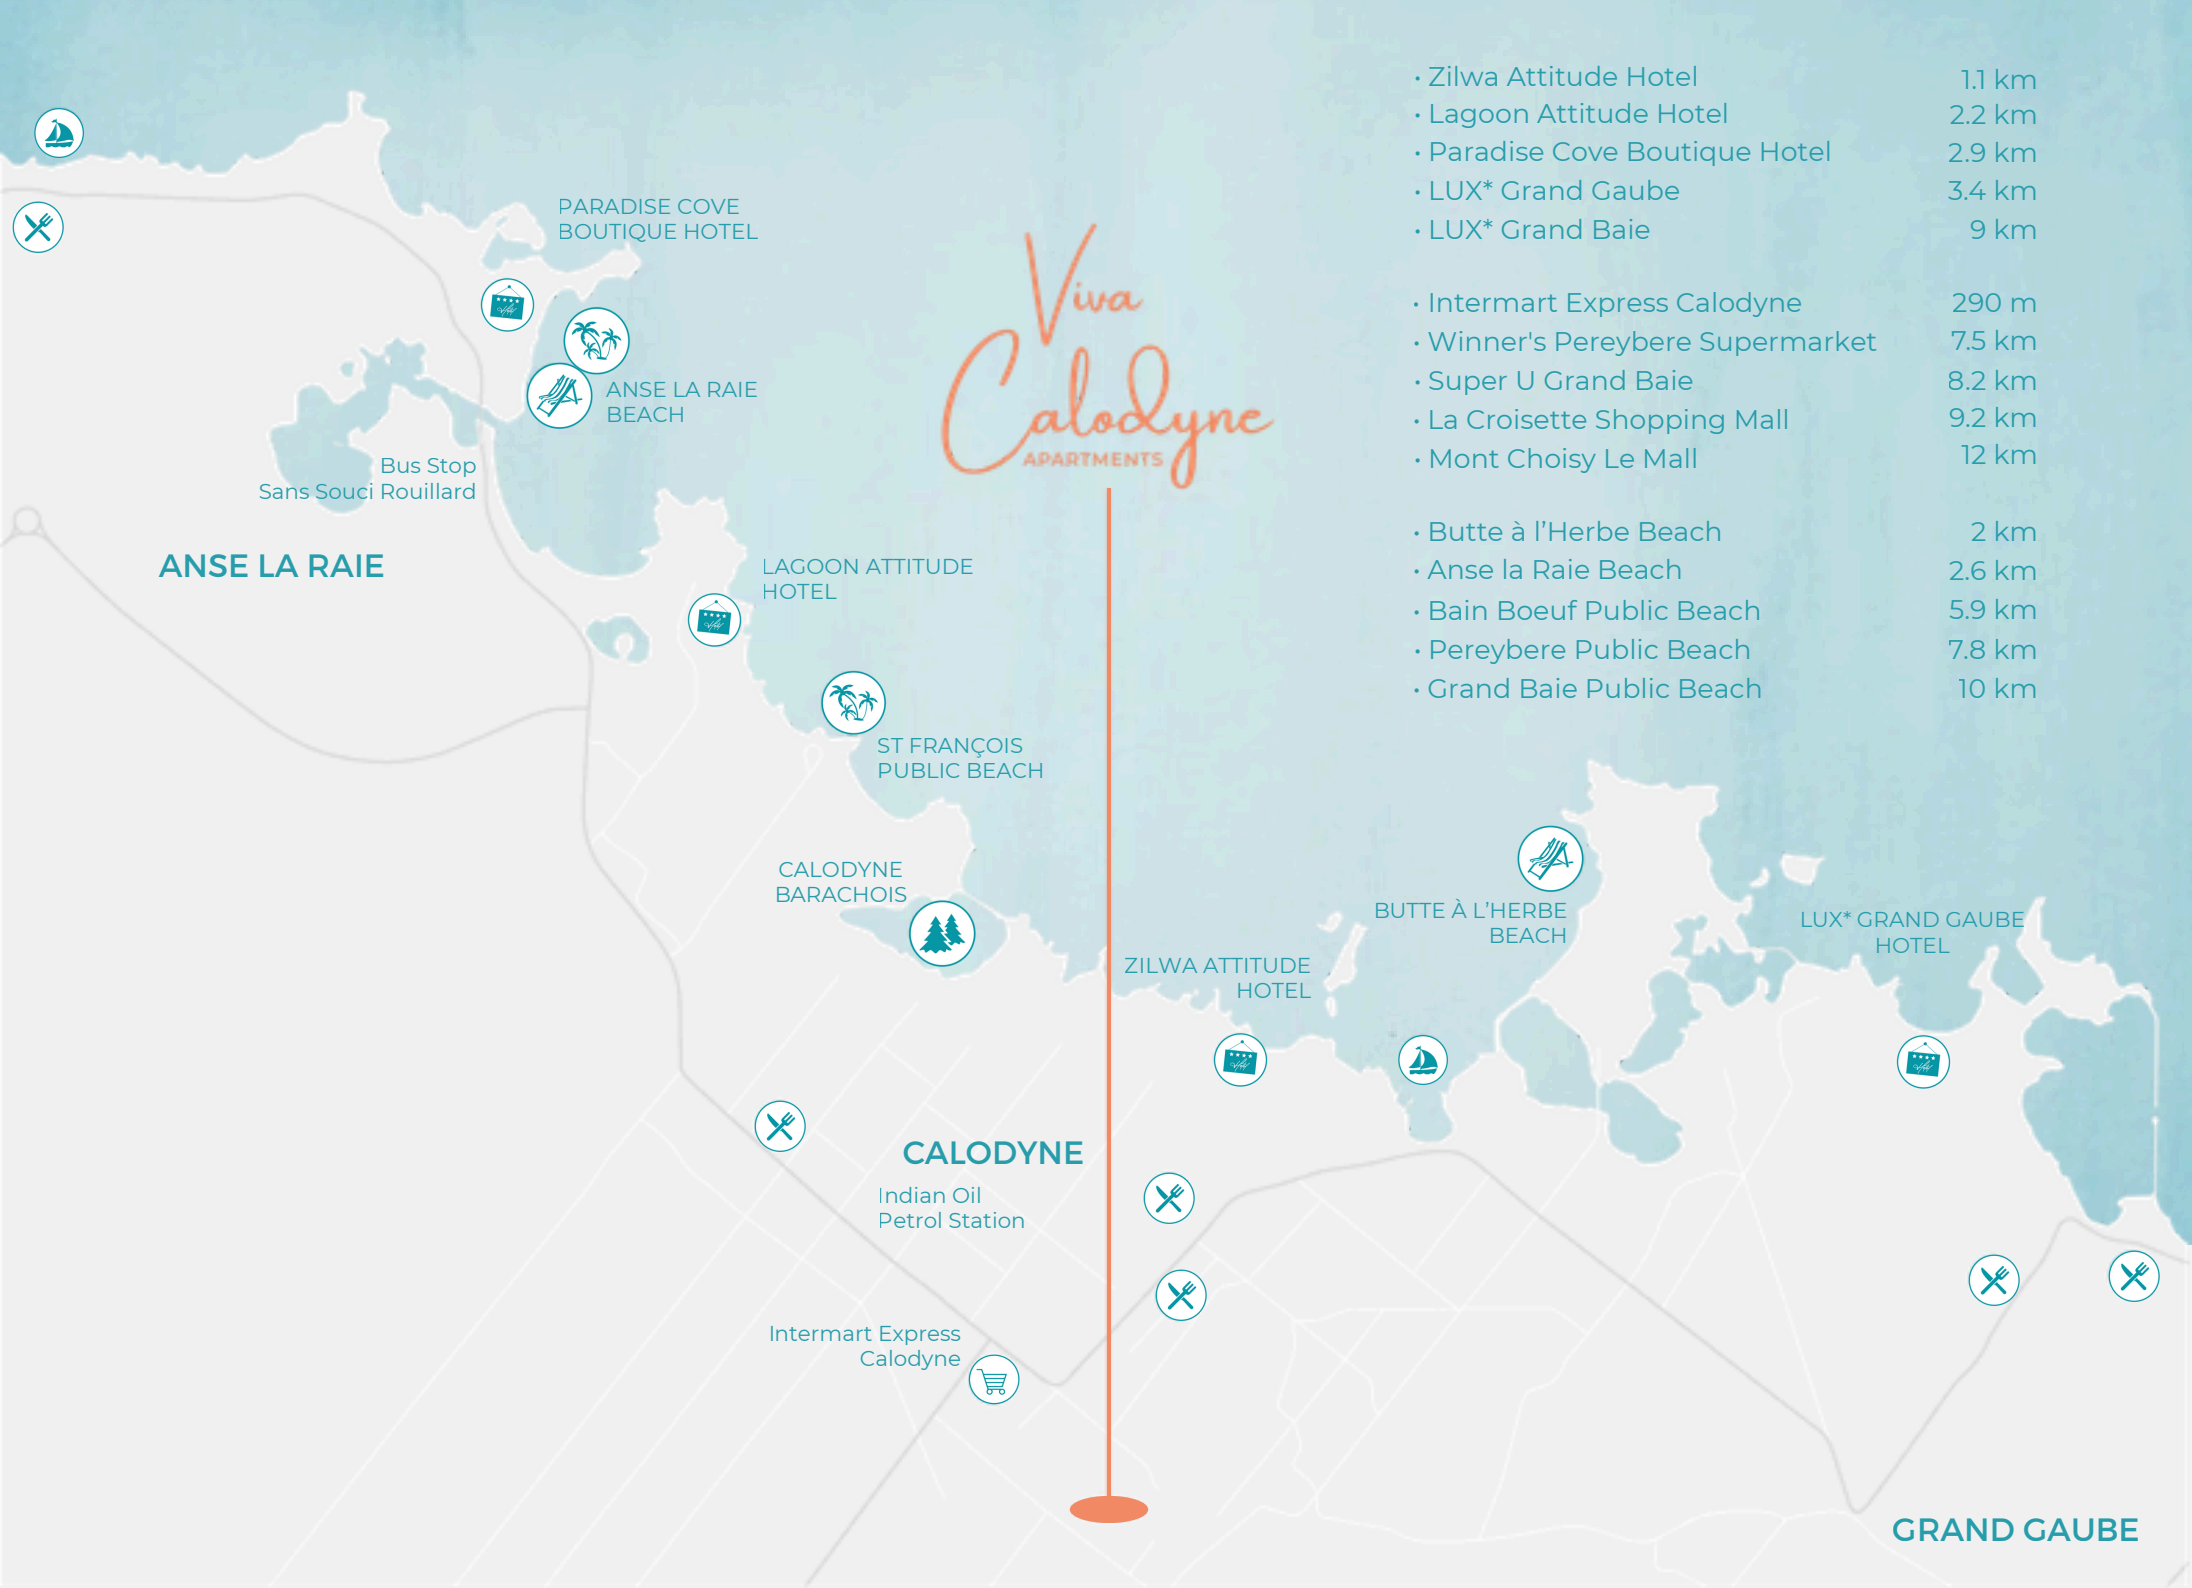 • Zilwa Attitude Hotel 1.1 km
• Lagoon Attitude Hotel 2.2 km
• Paradise Cove Boutique Hotel 2.9 km
• LUX* Grand Gaube 3.4 km
• LUX* Grand Baie 9 km
• Intermart Express Calodyne 290 m
• Winner's Pereybere Supermarket 7.5 km
• Super U Grand Baie 8.2 km
• La Croisette Shopping Mall 9.2 km
• Mont Choisy Le Mall 12 km
• Butte à l’Herbe Beach 2 km
• Anse la Raie Beach 2.6 km
• Bain Boeuf Public Beach 5.9 km
• Pereybere Public Beach 7.8 km
• Grand Baie Public Beach 10 km
Viva
Calodyne
APARTMENTS
PARADISE COVE
BOUTIQUE HOTEL
ANSE LA RAIE
BEACH
Bus Stop
Sans Souci Rouillard
ANSE LA RAIE
LAGOON ATTITUDE
HOTEL
ST FRANÇOIS
PUBLIC BEACH
CALODYNE
BARACHOIS
ZILWA ATTITUDE
HOTEL
BUTTE À L’HERBE
BEACH
LUX* GRAND GAUBE
HOTEL
CALODYNE
Indian Oil
Petrol Station
Intermart Express
Calodyne
GRAND GAUBE